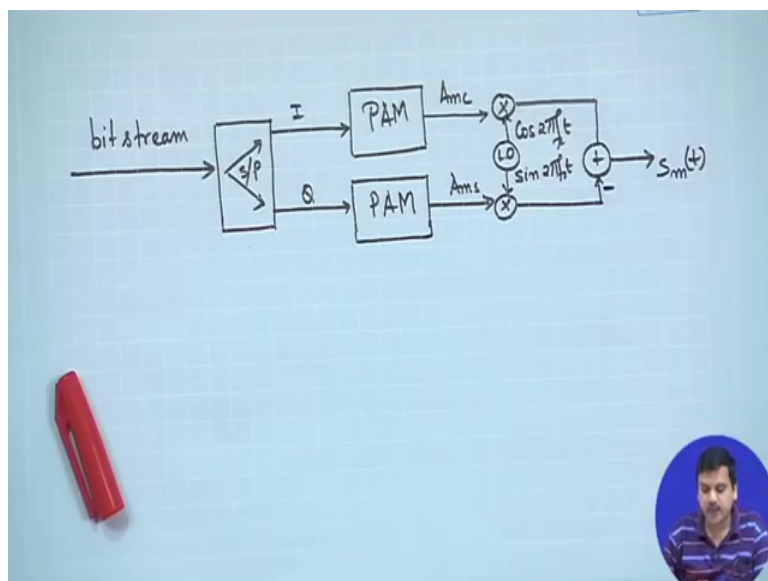 bit stream
S/P
I
PAM
Amc
X
cos 2πf t
LO
sin 2πf t
+
Sm(t)
-
Q
PAM
Ams
X